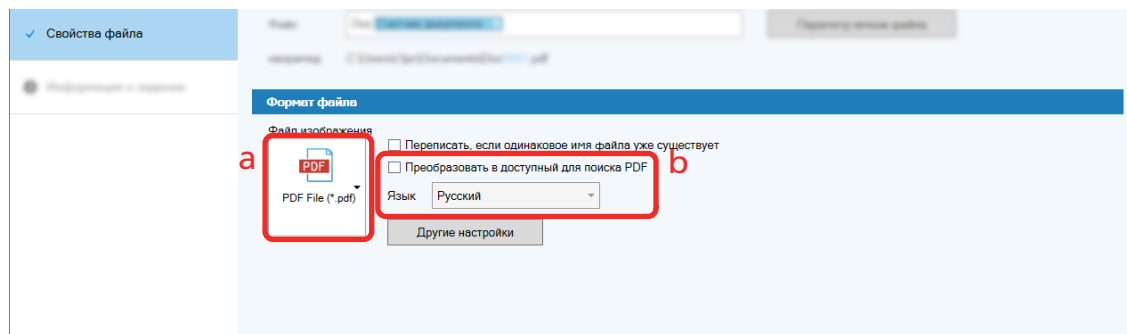 Свойства файла
Формат файла
Файл изображения
Переписать, если одинаковое имя файла уже существует
a
PDF
Преобразовать в доступный для поиска PDF
b
PDF File (*.pdf)
Язык Русский
Другие настройки